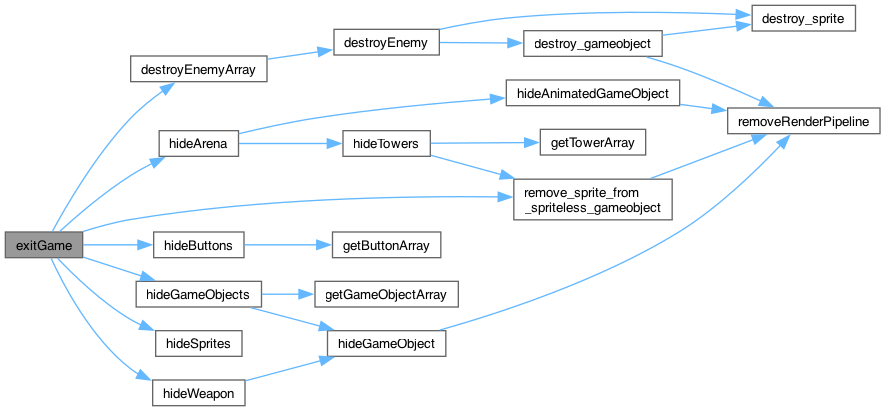 exitGame
destroyEnemyArray
destroyEnemy
destroy_sprite
destroy_gameobject
removeRenderPipeline
hideArena
hideAnimatedGameObject
hideTowers
getTowerArray
remove_sprite_from
_spriteless_gameobject
hideButtons
getButtonArray
hideGameObjects
getGameObjectArray
hideGameObject
hideSprites
hideWeapon